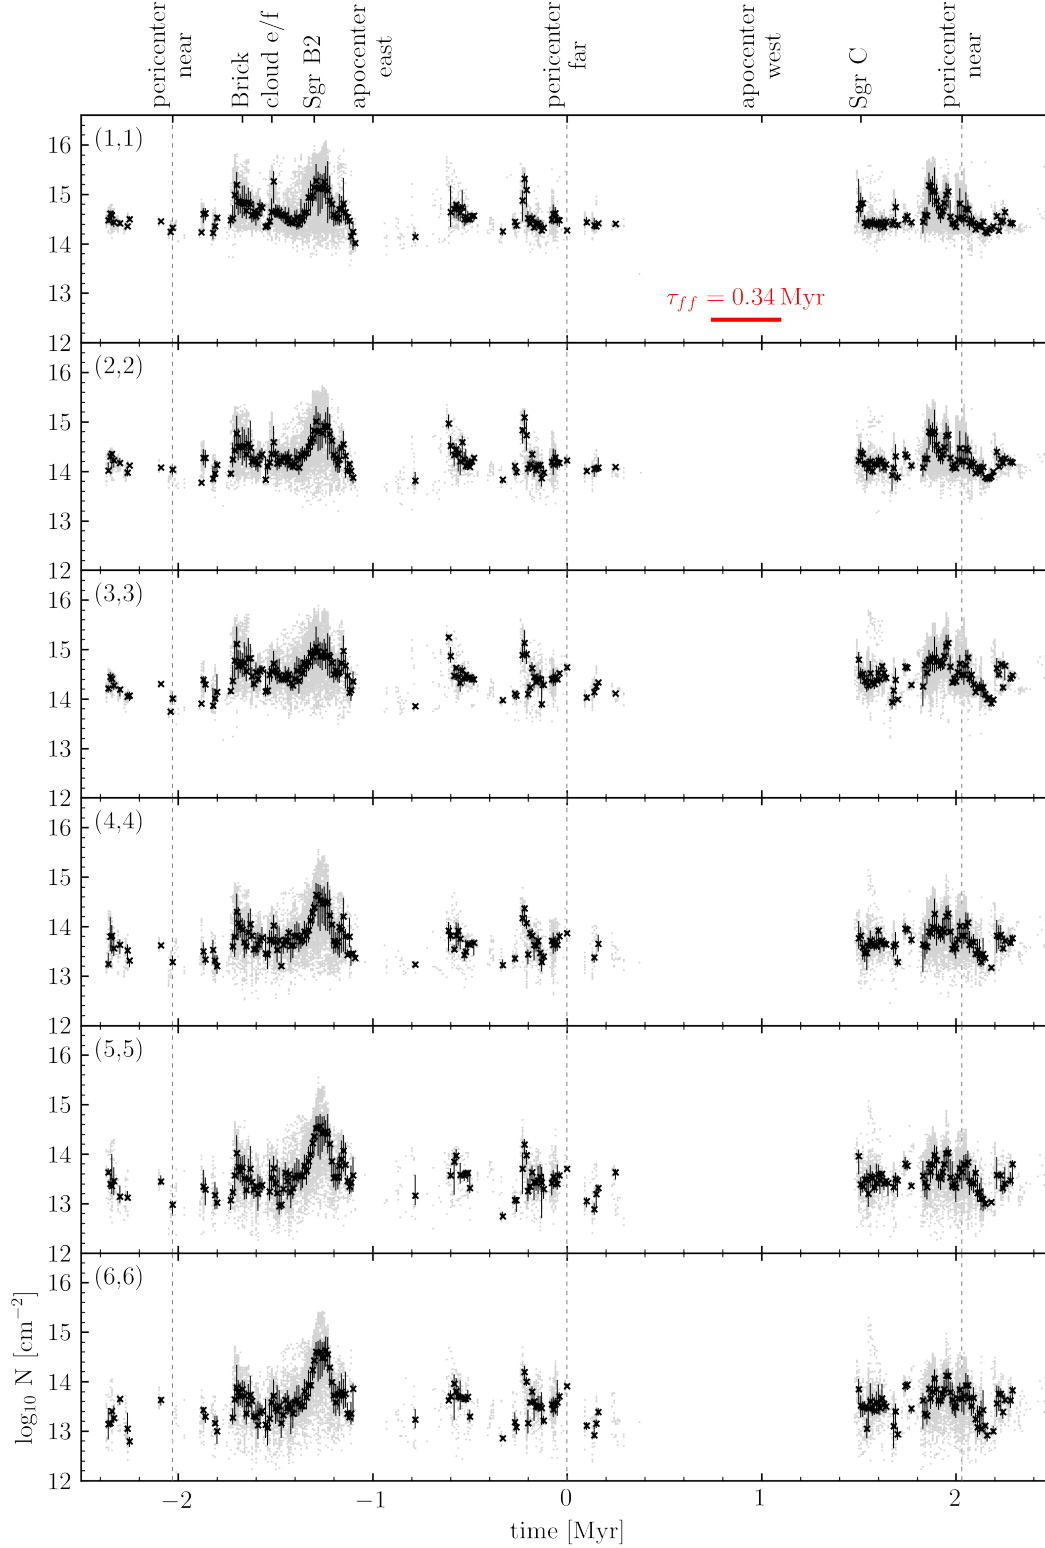 pericenter
near
Brick
cloud e/f
Sgr B2
apocenter
east
pericenter
far
apocenter
west
Sgr C
pericenter
near
(1,1)
16
15
14
13
12
τff = 0.34 Myr
(2,2)
16
15
14
13
12
(3,3)
16
15
14
13
12
(4,4)
16
15
14
13
12
(5,5)
16
15
14
13
12
(6,6)
16
15
14
13
12
log₁₀ N [cm⁻²]
−2 −1 0 1 2
time [Myr]